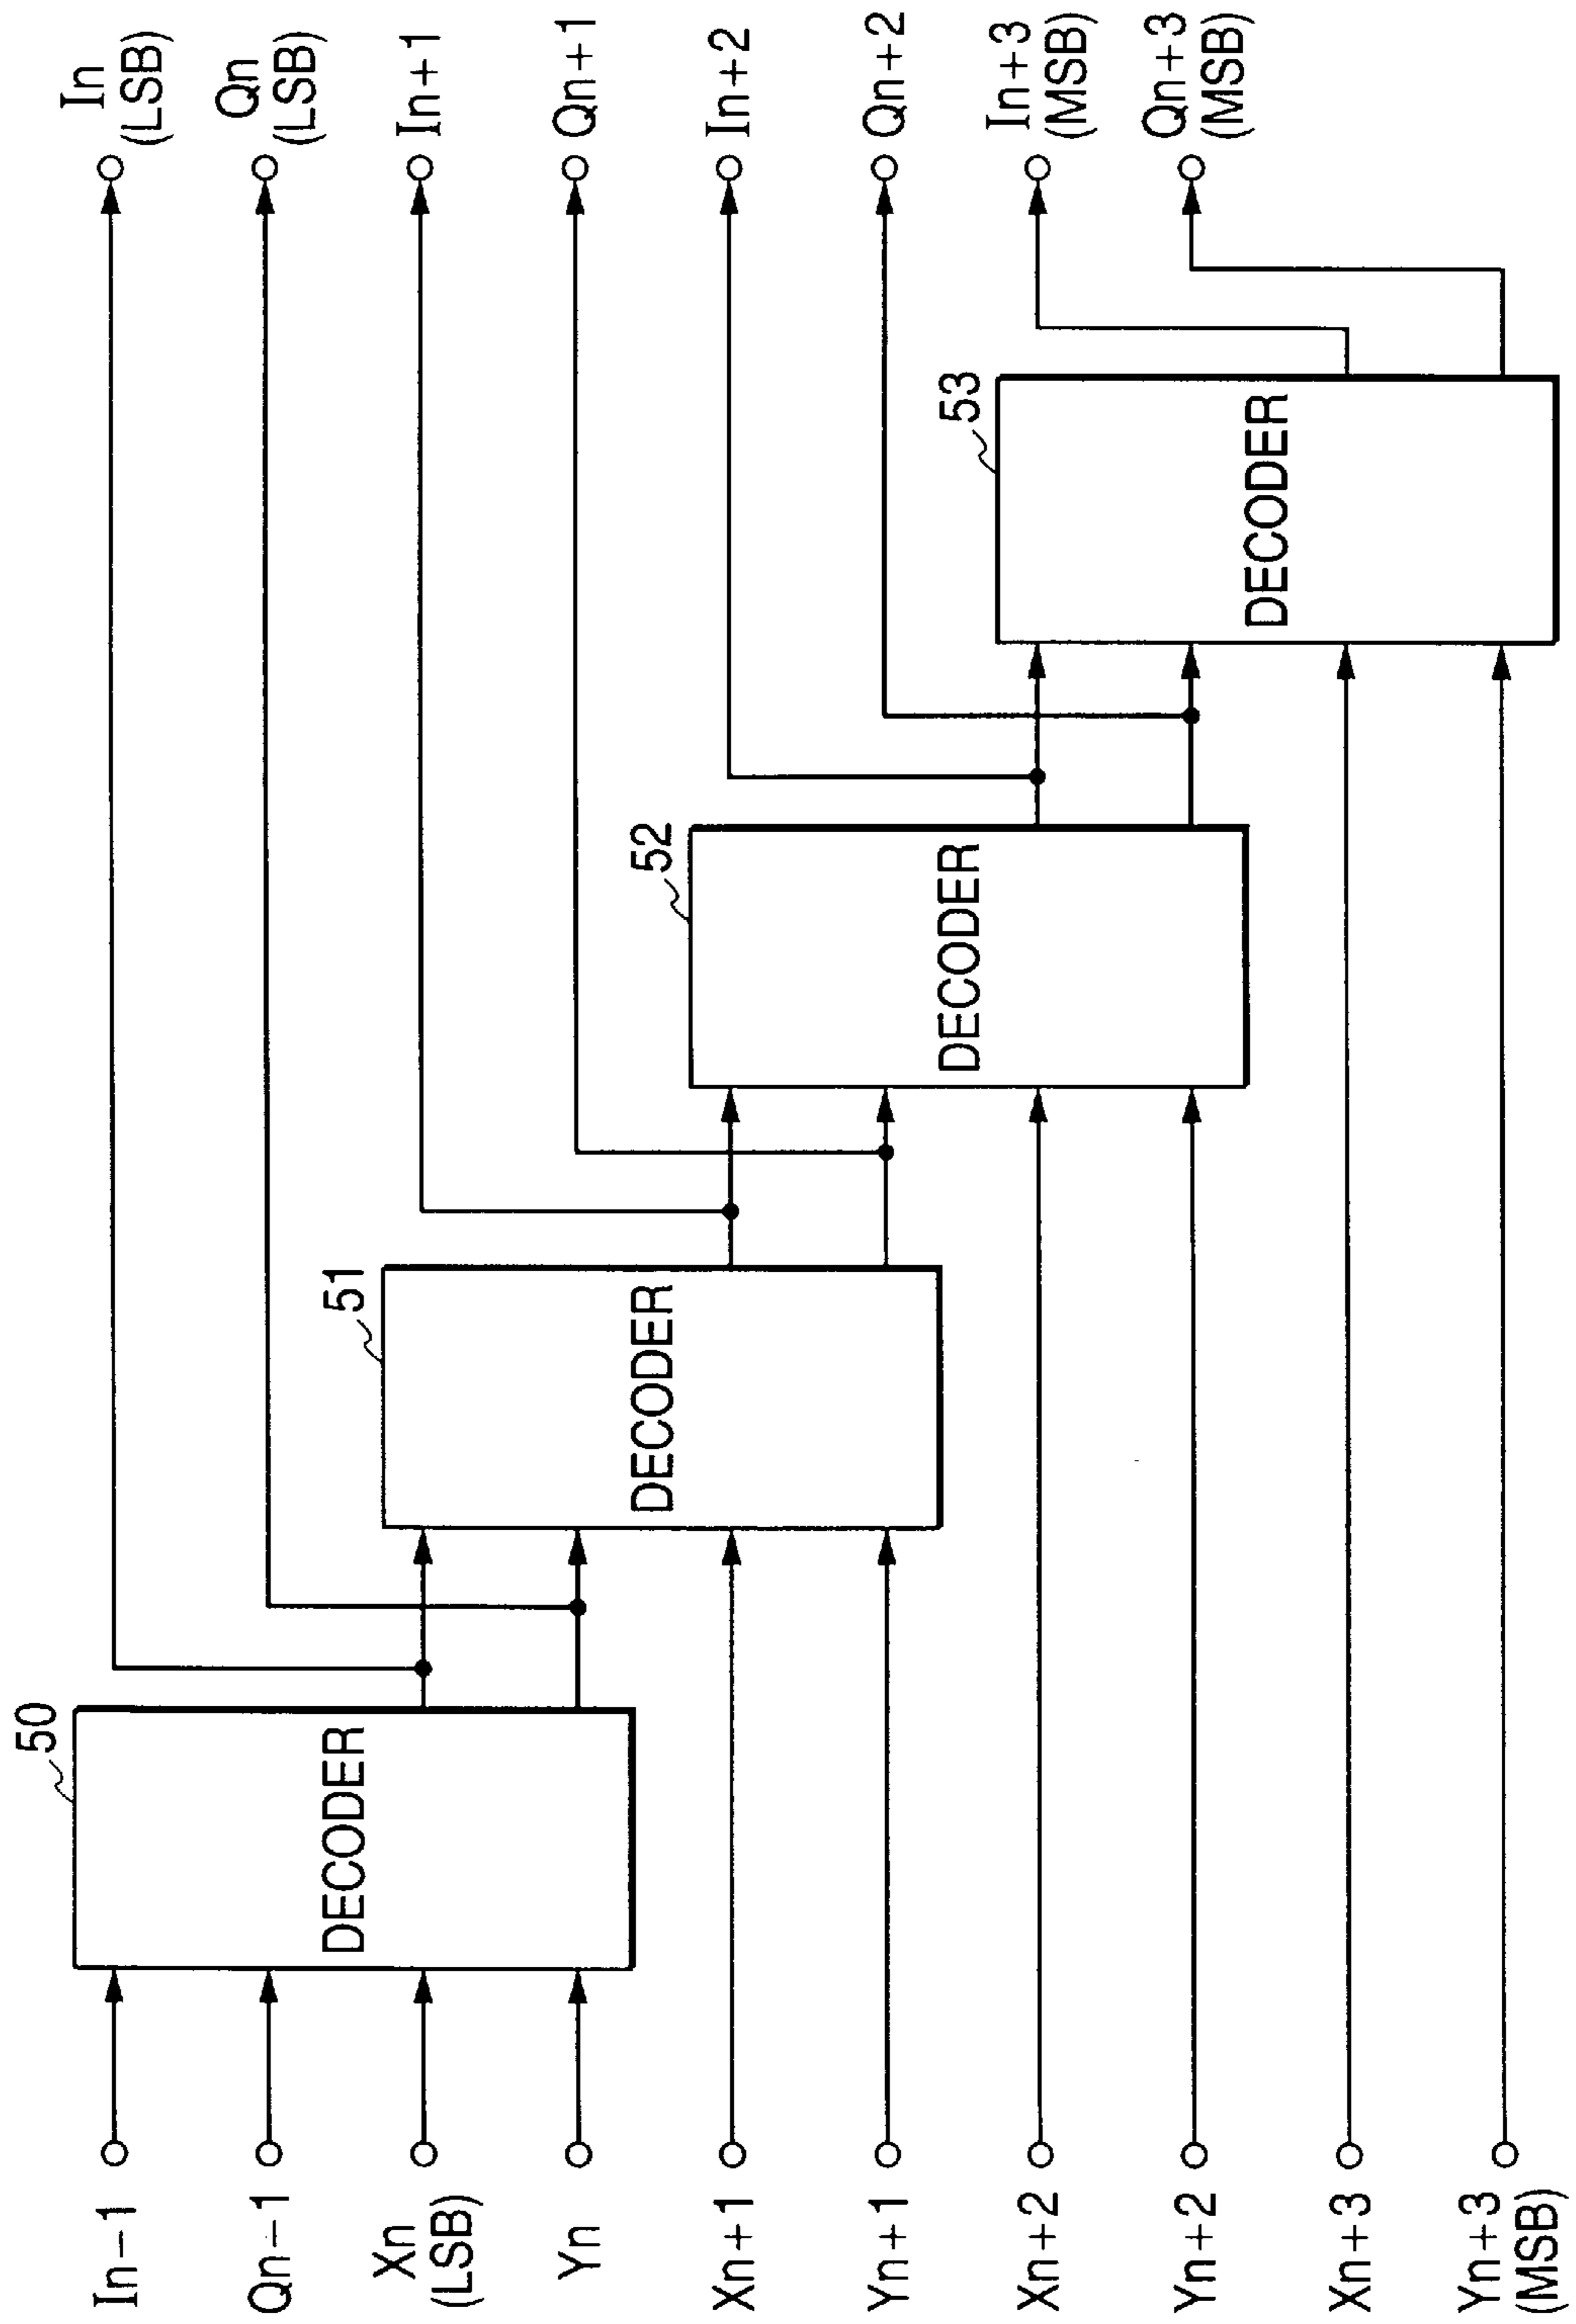 In−1
Qn−1
Xn
(LSB)
Yn
Xn+1
Yn+1
Xn+2
Yn+2
Xn+3
Yn+3
(MSB)
50
DECODER
51
DECODER
52
DECODER
53
DECODER
In
(LSB)
Qn
(LSB)
In+1
Qn+1
In+2
Qn+2
In+3
(MSB)
Qn+3
(MSB)